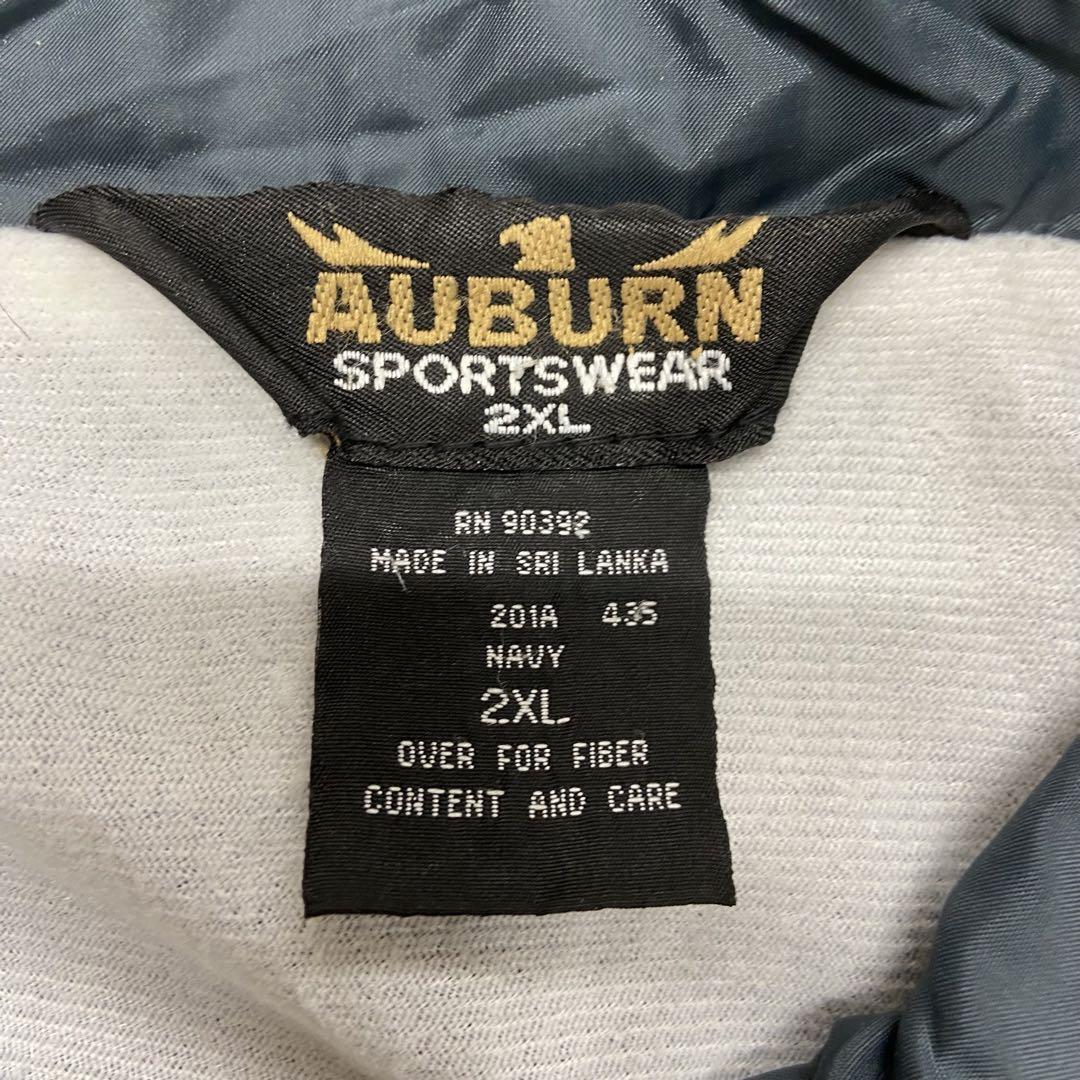 AUBURN
SPORTSWEAR
2XL
RN 90392
MADE IN SRI LANKA
201A 435
NAVY
2XL
OVER FOR FIBER
CONTENT AND CARE